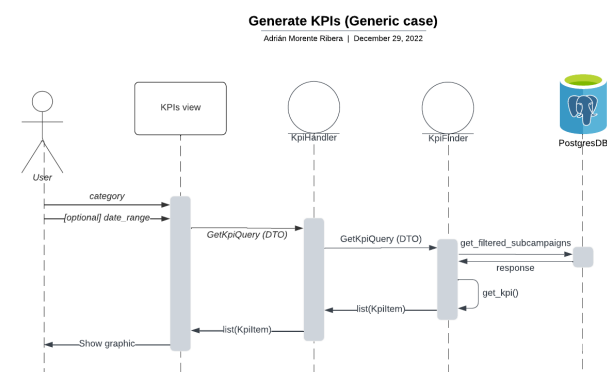 Generate KPIs (Generic case)
Adrián Morente Ribera | December 29, 2022
KPIs view
KpiHandler
KpiFinder
PostgresDB
User
category
[optional] date_range
GetKpiQuery (DTO)
GetKpiQuery (DTO)
get_filtered_subcampaigns
response
get_kpi()
list(KpiItem)
list(KpiItem)
Show graphic